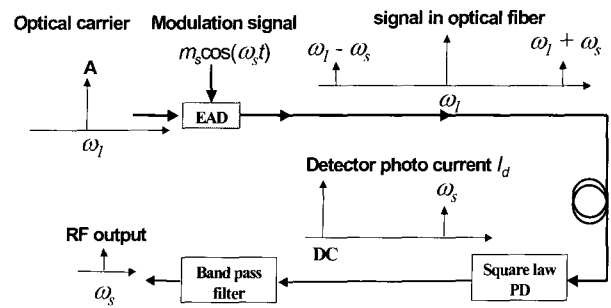 Optical carrier
Modulation signal
signal in optical fiber
m_s cos(ω_s t)
A
ω_l - ω_s
ω_l + ω_s
EAD
ω_l
ω_l
Detector photo current I_d
ω_s
RF output
DC
Band pass
filter
Square law
PD
ω_s